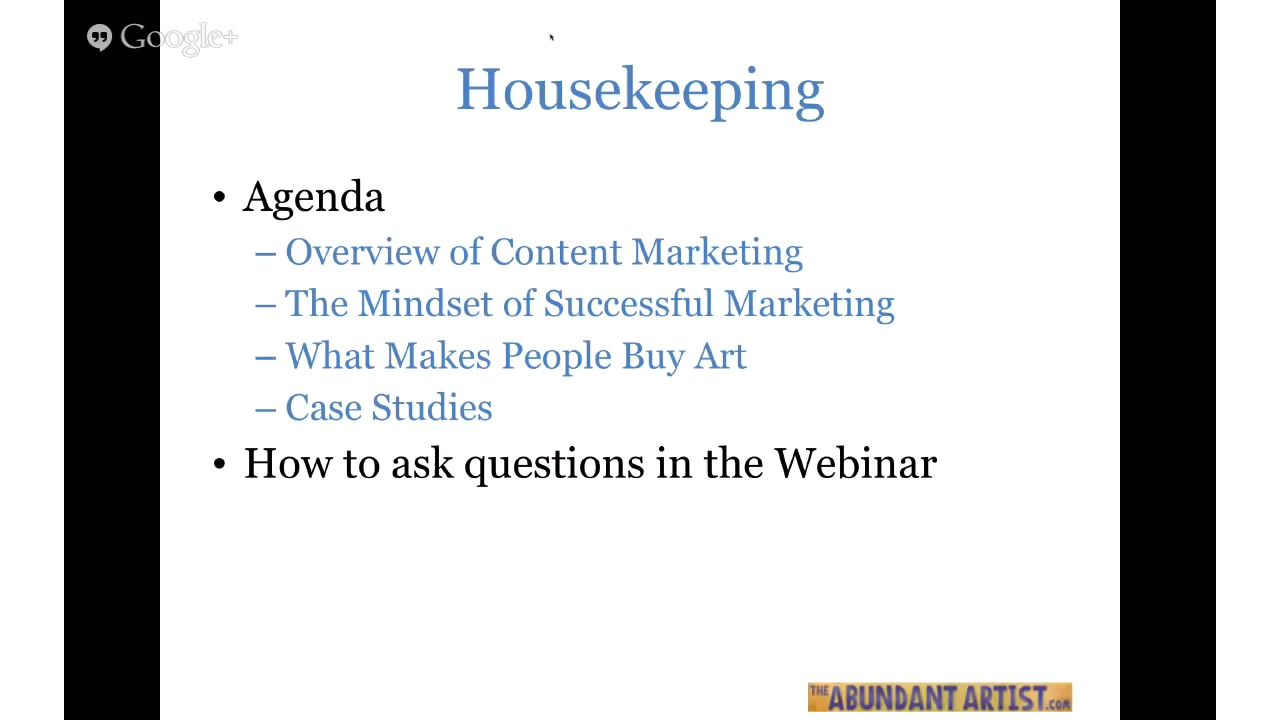 Google+
Housekeeping
• Agenda
– Overview of Content Marketing
– The Mindset of Successful Marketing
– What Makes People Buy Art
– Case Studies
• How to ask questions in the Webinar
THE ABUNDANT ARTIST.COM